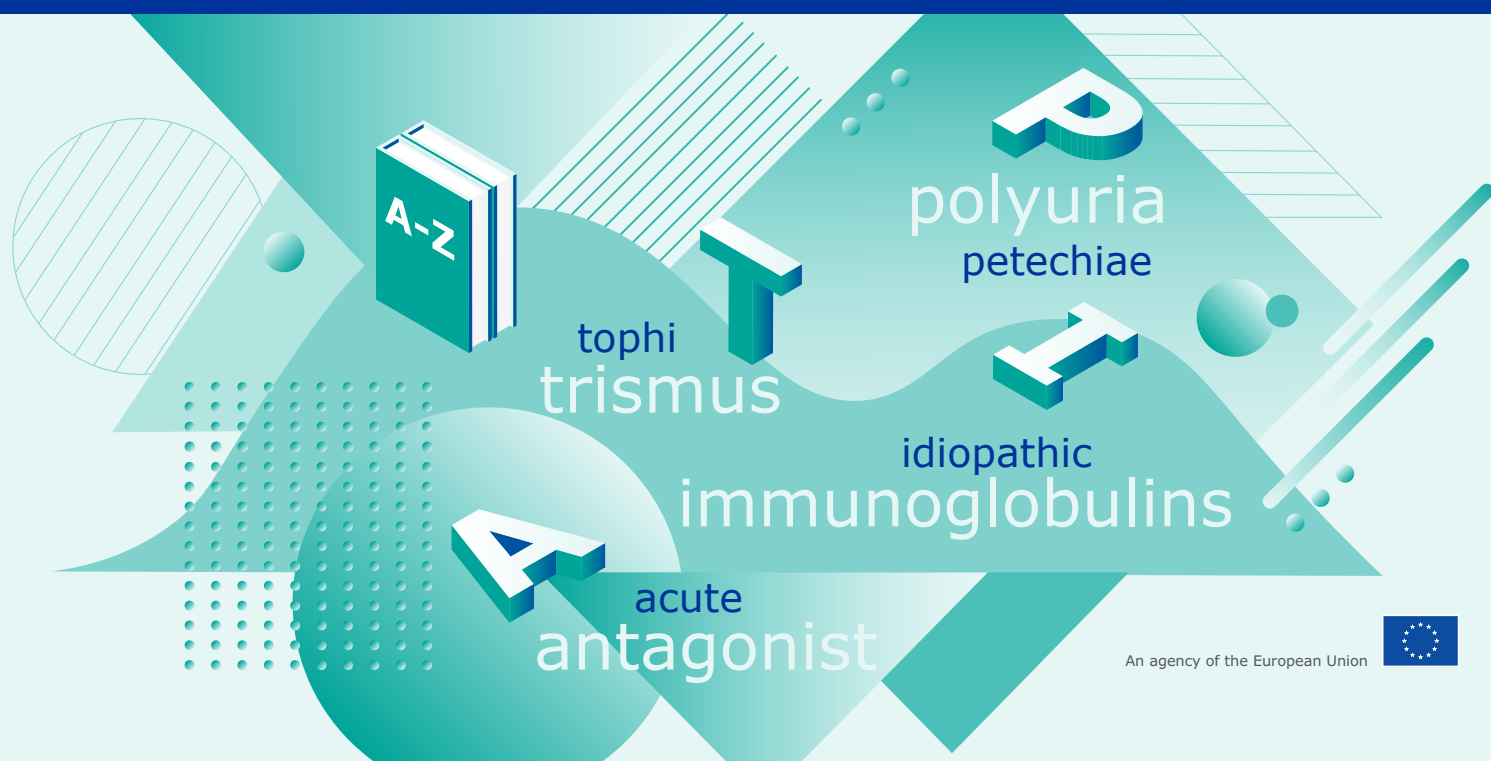 P
polyuria
petechiae
A-Z
T
tophi
trismus
I
idiopathic
immunoglobulins
A
acute
antagonist
An agency of the European Union